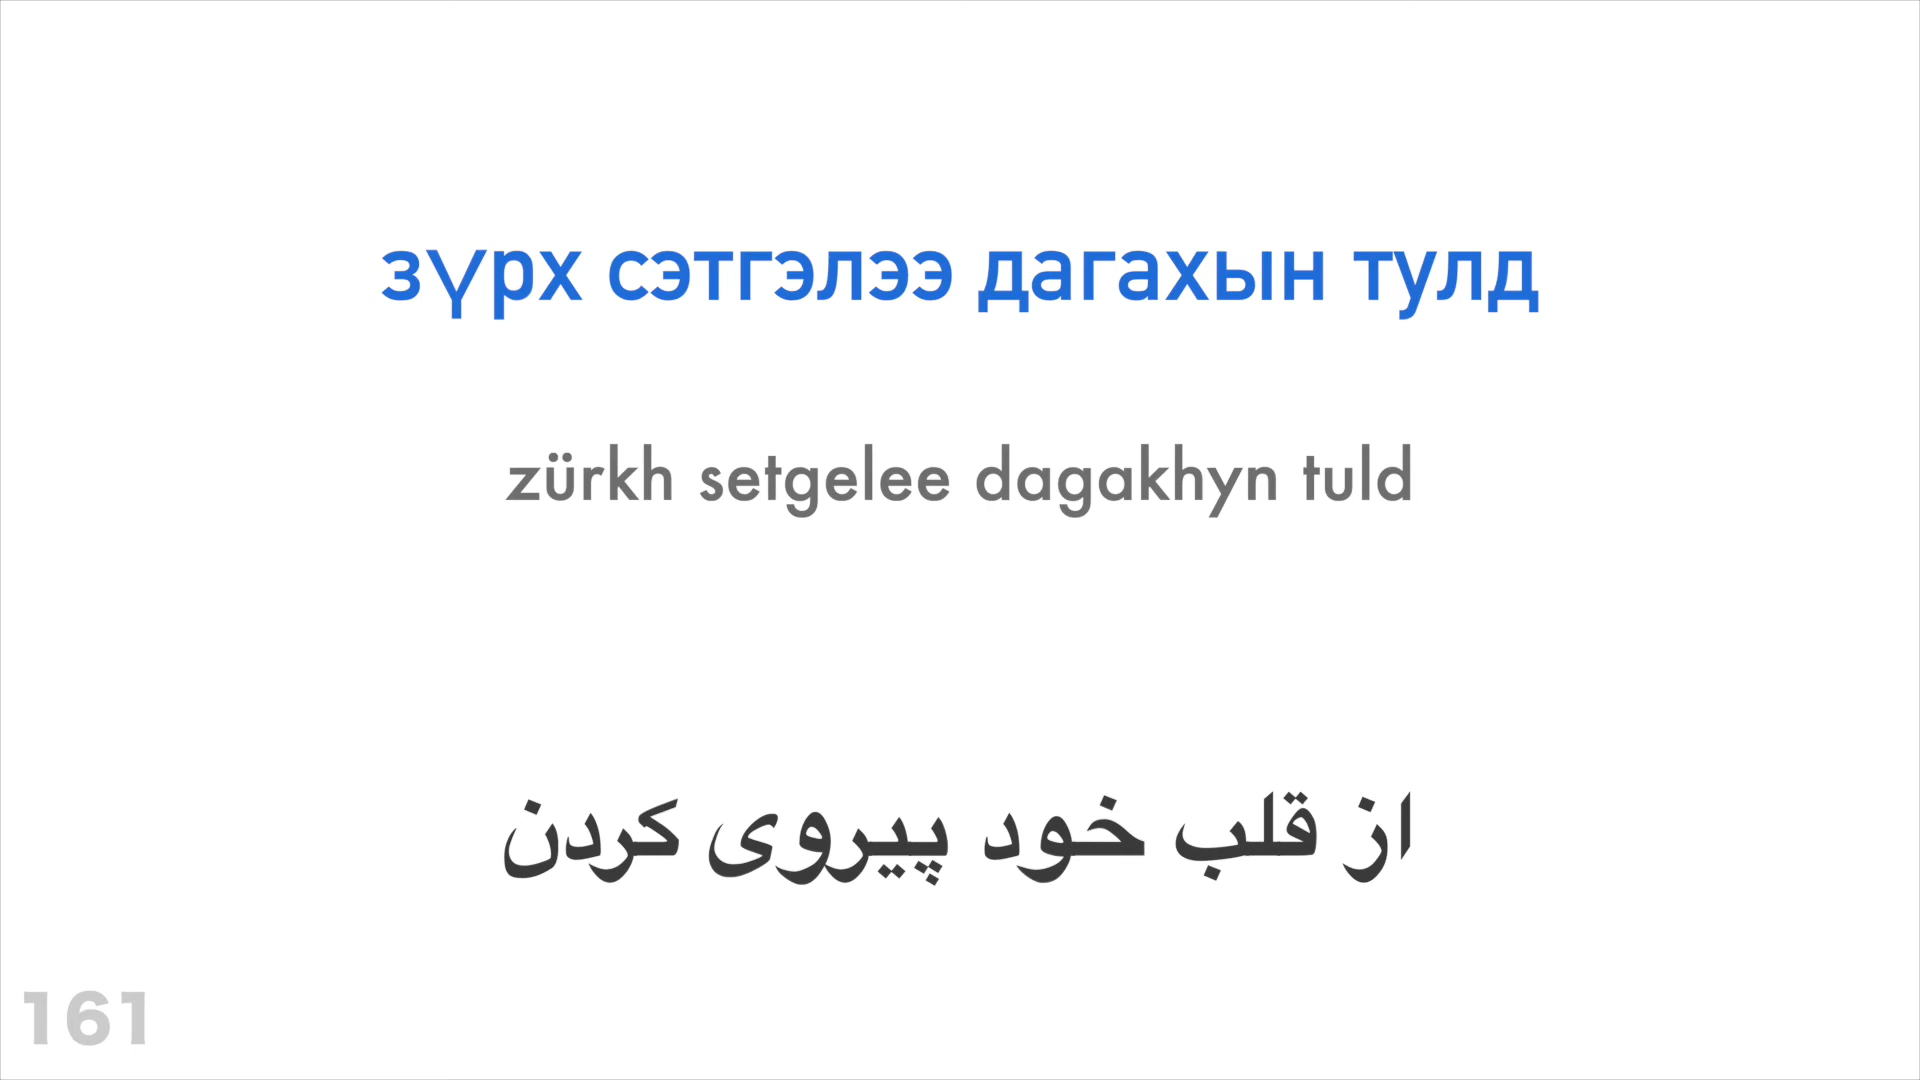 зүрх сэтгэлээ дагахын тулд
zürkh setgelee dagakhyn tuld
از قلب خود پیروی کردن
161